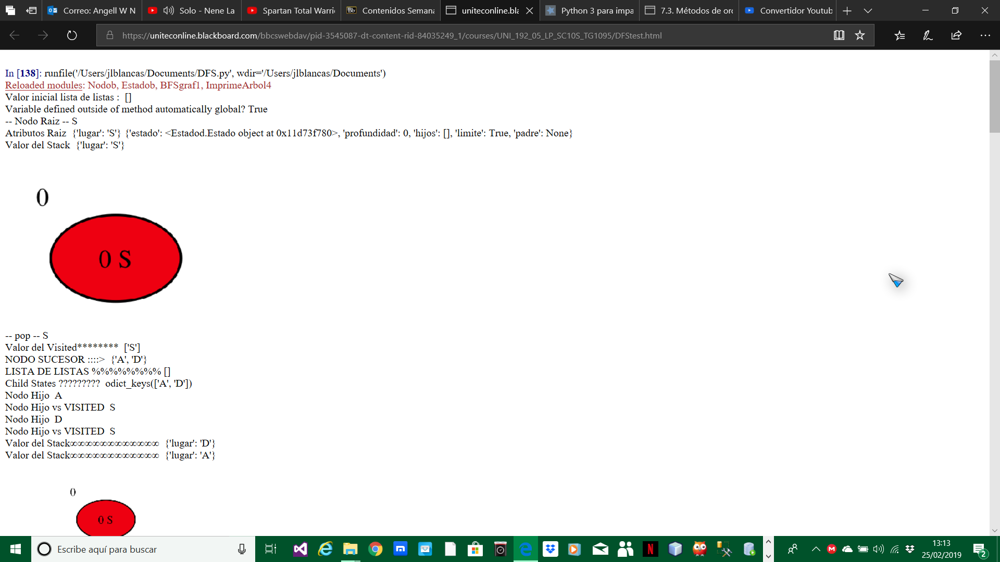 Correo: Angell W N
Solo - Nene La
Spartan Total Warri
Contenidos Semana
uniteconline.bla
Python 3 para impa
7.3. Métodos de or
Convertidor Youtub
https://uniteconline.blackboard.com/bbcswebdav/pid-3545087-dt-content-rid-84035249_1/courses/UNI_192_05_LP_SC10S_TG1095/DFStest.html
In [138]: runfile('/Users/jlblancas/Documents/DFS.py', wdir='/Users/jlblancas/Documents')
Reloaded modules: Nodob, Estadob, BFSgraf1, ImprimeArbol4
Valor inicial lista de listas :  []
Variable defined outside of method automatically global? True
-- Nodo Raiz -- S
Atributos Raiz  {'lugar': 'S'} {'estado': <Estadod.Estado object at 0x11d73f780>, 'profundidad': 0, 'hijos': [], 'limite': True, 'padre': None}
Valor del Stack  {'lugar': 'S'}
0
0 S
-- pop -- S
Valor del Visited********  ['S']
NODO SUCESOR ::::>  {'A', 'D'}
LISTA DE LISTAS %%%%%%%% []
Child States ?????????  odict_keys(['A', 'D'])
Nodo Hijo  A
Nodo Hijo vs VISITED  S
Nodo Hijo  D
Nodo Hijo vs VISITED  S
Valor del Stack∞∞∞∞∞∞∞∞∞∞∞∞  {'lugar': 'D'}
Valor del Stack∞∞∞∞∞∞∞∞∞∞∞∞  {'lugar': 'A'}
0
0 S
Escribe aquí para buscar
13:13
25/02/2019
2